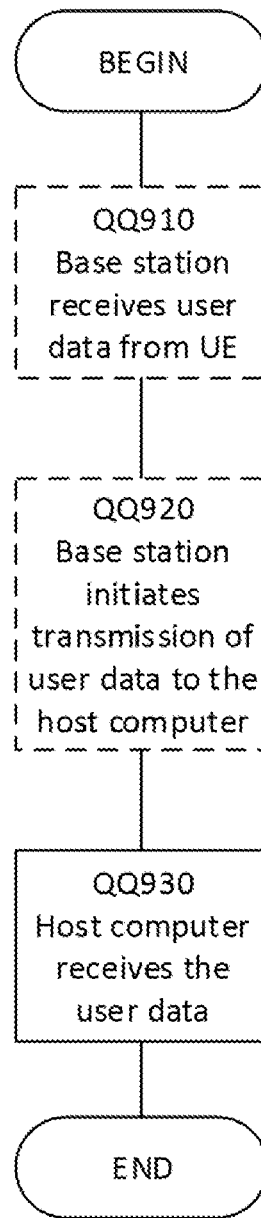 BEGIN
QQ910
Base station
receives user
data from UE
QQ920
Base station
initiates
transmission of
user data to the
host computer
QQ930
Host computer
receives the
user data
END